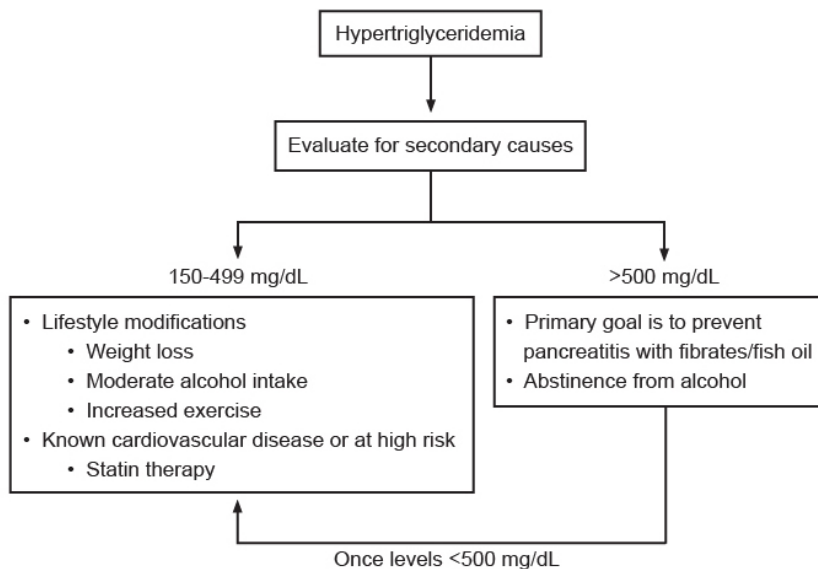 Hypertriglyceridemia
Evaluate for secondary causes
150-499 mg/dL
• Lifestyle modifications
• Weight loss
• Moderate alcohol intake
• Increased exercise
• Known cardiovascular disease or at high risk
• Statin therapy
>500 mg/dL
• Primary goal is to prevent
pancreatitis with fibrates/fish oil
• Abstinence from alcohol
Once levels <500 mg/dL